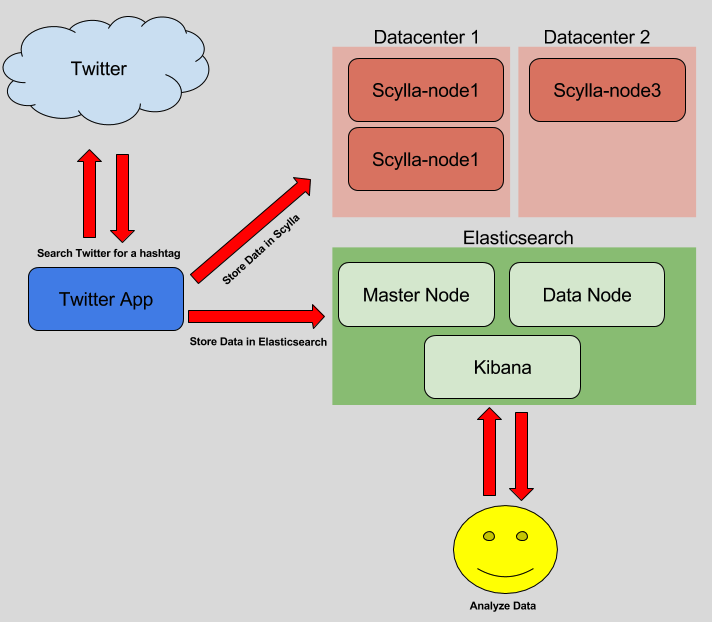 Datacenter 1
Datacenter 2
Twitter
Scylla-node1
Scylla-node3
Scylla-node1
Search Twitter for a hashtag
Store Data in Scylla
Elasticsearch
Twitter App
Master Node
Data Node
Store Data in Elasticsearch
Kibana
Analyze Data